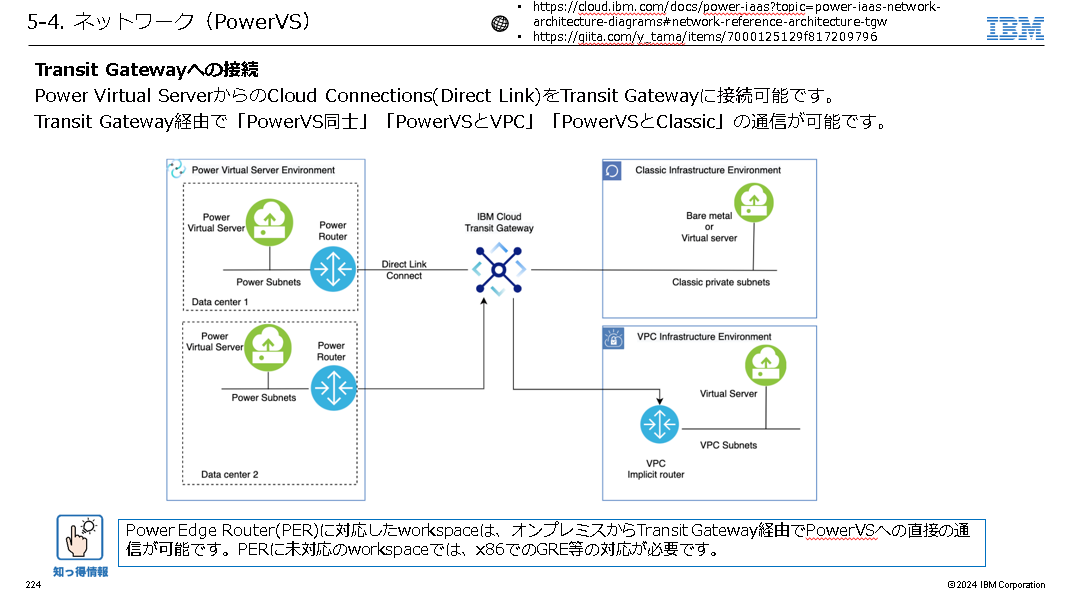 5-4. ネットワーク（PowerVS）
• https://cloud.ibm.com/docs/power-iaas?topic=power-iaas-network-
architecture-diagrams#network-reference-architecture-tgw
• https://qiita.com/y_tama/items/7000125129f817209796
IBM
Transit Gatewayへの接続
Power Virtual ServerからのCloud Connections(Direct Link)をTransit Gatewayに接続可能です。
Transit Gateway経由で「PowerVS同士」「PowerVSとVPC」「PowerVSとClassic」の通信が可能です。
Power Virtual Server Environment
Power
Virtual Server
Power
Router
Power Subnets
Data center 1
Power
Virtual Server
Power
Router
Power Subnets
Data center 2
Direct Link
Connect
IBM Cloud
Transit Gateway
Classic Infrastructure Environment
Bare metal
or
Virtual server
Classic private subnets
VPC Infrastructure Environment
Virtual Server
VPC Subnets
VPC
Implicit router
知っ得情報
Power Edge Router(PER)に対応したworkspaceは、オンプレミスからTransit Gateway経由でPowerVSへの直接の通
信が可能です。PERに未対応のworkspaceでは、x86でのGRE等の対応が必要です。
224
©2024 IBM Corporation